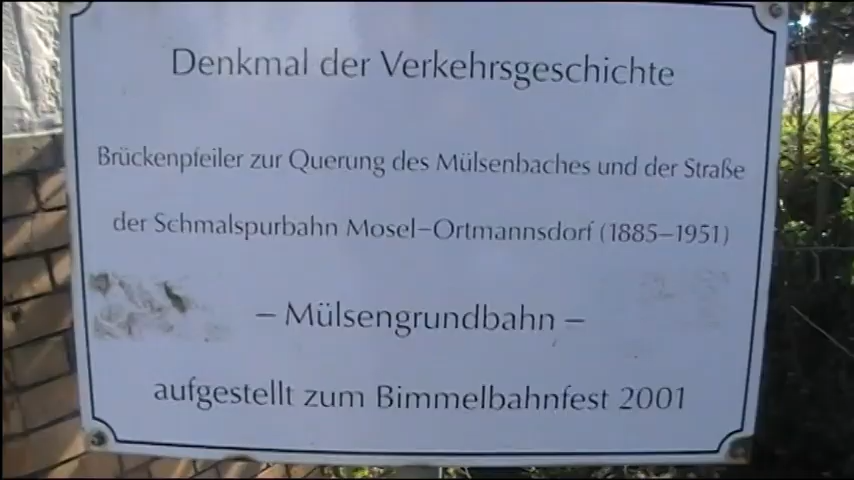 Denkmal der Verkehrsgeschichte
Brückenpfeiler zur Querung des Mülsenbaches und der Straße
der Schmalspurbahn Mosel–Ortmannsdorf (1885–1951)
– Mülsengrundbahn –
aufgestellt zum Bimmelbahnfest 2001